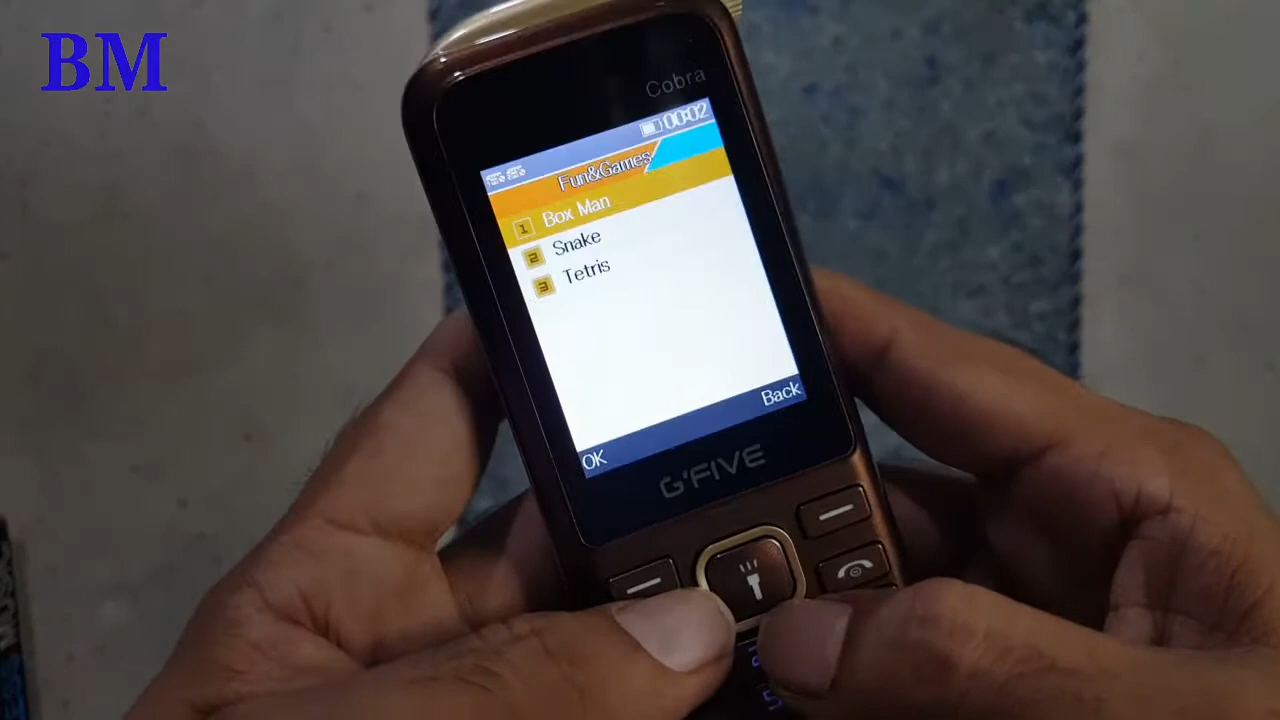 BM
Cobra
00:02
Fun&Games
1 Box Man
2 Snake
3 Tetris
OK
Back
G'FIVE